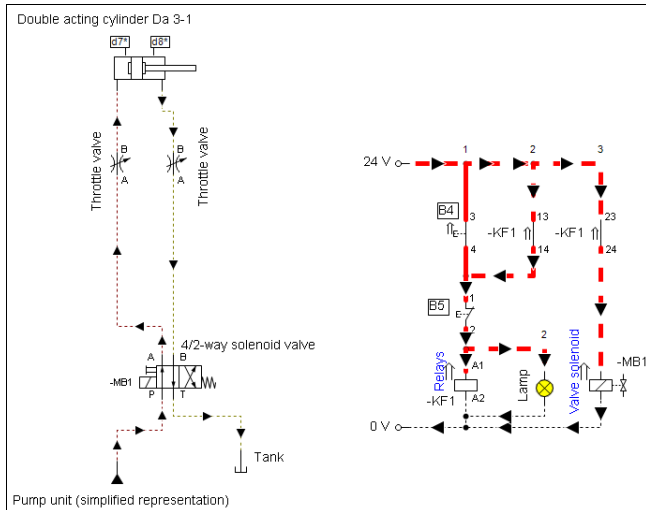 Double acting cylinder Da 3-1
d7* d8*
Throttle valve
B
A
Throttle valve
B
A
4/2-way solenoid valve
A B
-MB1
P T
Tank
Pump unit (simplified representation)
1 2 3
24 V
B4
3
4
-KF1
13
14
-KF1
23
24
B5
1
2
2
Relays
A1
A2
-KF1
Lamp
Valve solenoid
-MB1
0 V